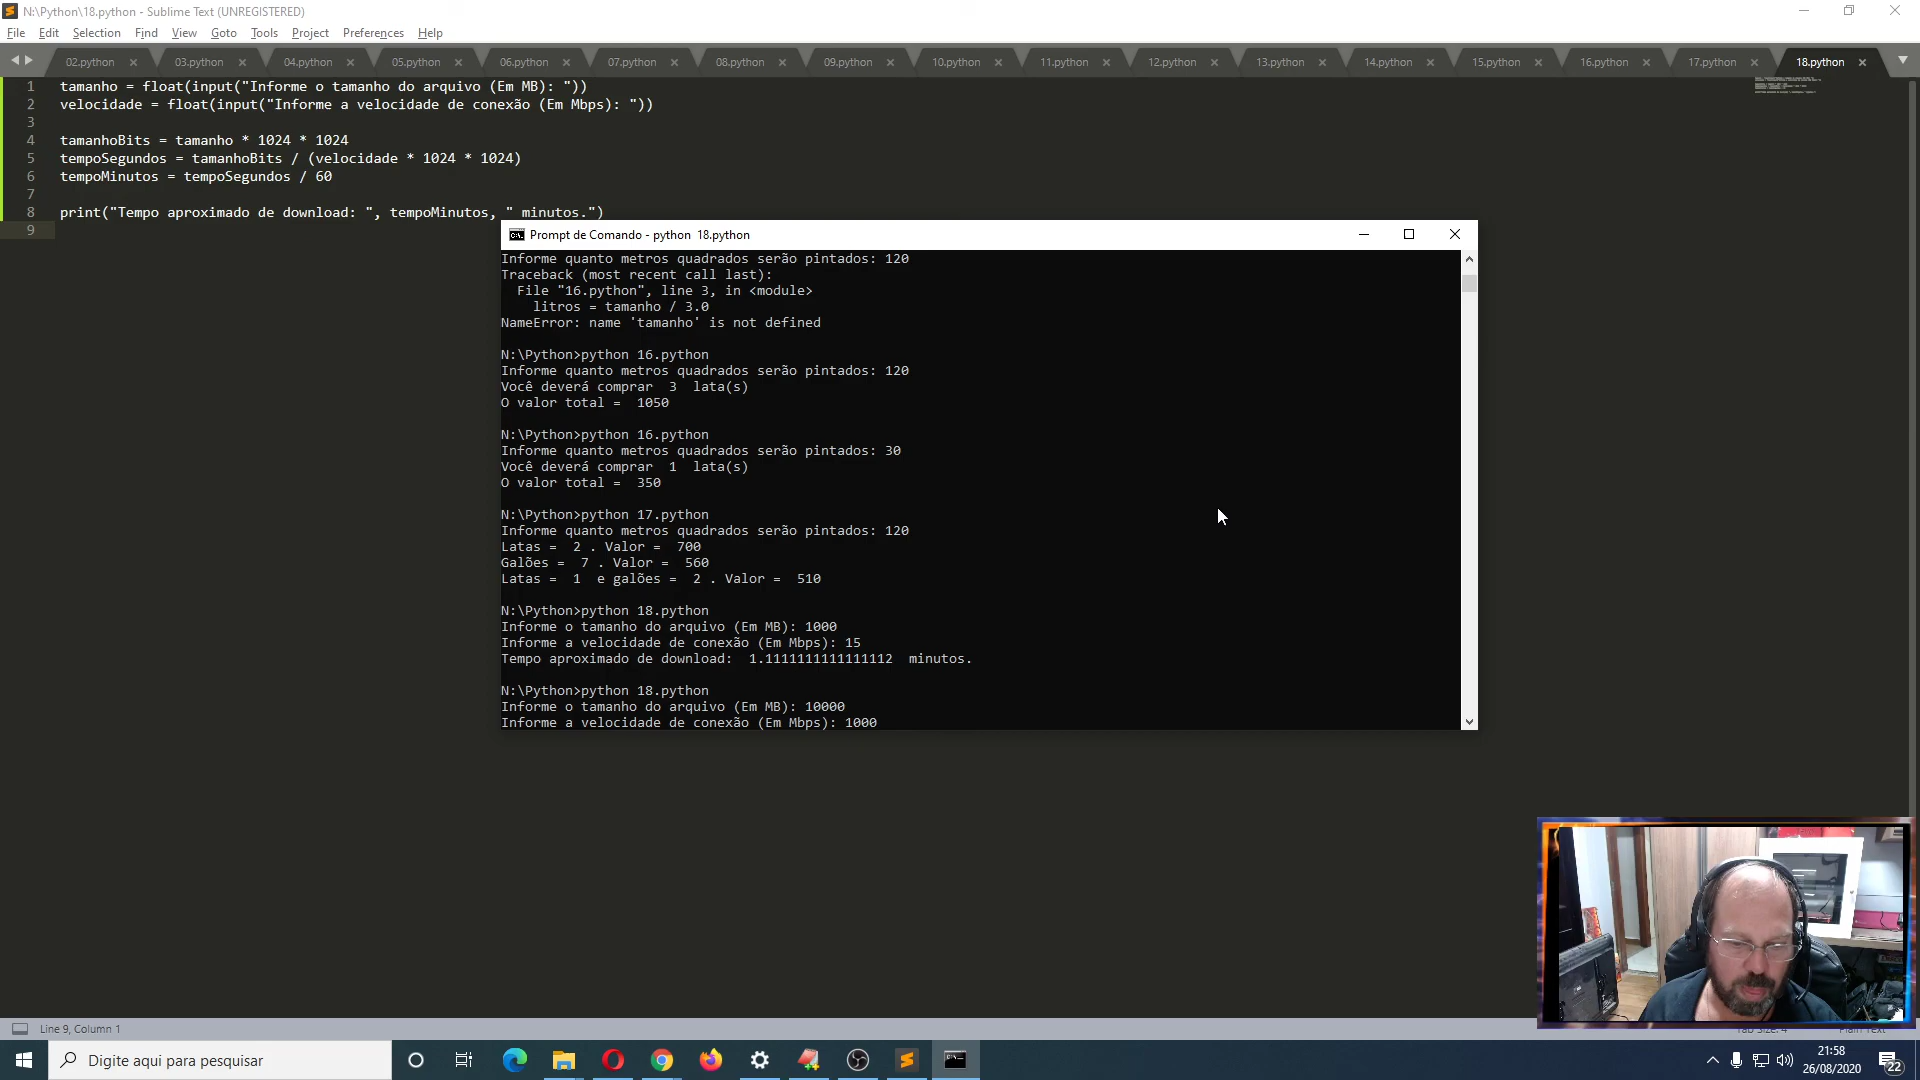 N:\Python\18.python - Sublime Text (UNREGISTERED)
File Edit Selection Find View Goto Tools Project Preferences Help
02.python 03.python 04.python 05.python 06.python 07.python 08.python 09.python 10.python 11.python 12.python 13.python 14.python 15.python 16.python 17.python 18.python
1 tamanho = float(input("Informe o tamanho do arquivo (Em MB): "))
2 velocidade = float(input("Informe a velocidade de conexão (Em Mbps): "))
3
4 tamanhoBits = tamanho * 1024 * 1024
5 tempoSegundos = tamanhoBits / (velocidade * 1024 * 1024)
6 tempoMinutos = tempoSegundos / 60
7
8 print("Tempo aproximado de download: ", tempoMinutos, " minutos.")
9
Prompt de Comando - python  18.python
Informe quanto metros quadrados serão pintados: 120
Traceback (most recent call last):
  File "16.python", line 3, in <module>
    litros = tamanho / 3.0
NameError: name 'tamanho' is not defined
N:\Python>python 16.python
Informe quanto metros quadrados serão pintados: 120
Você deverá comprar  3  lata(s)
O valor total =  1050
N:\Python>python 16.python
Informe quanto metros quadrados serão pintados: 30
Você deverá comprar  1  lata(s)
O valor total =  350
N:\Python>python 17.python
Informe quanto metros quadrados serão pintados: 120
Latas =  2 . Valor =  700
Galões =  7 . Valor =  560
Latas =  1  e galões =  2 . Valor =  510
N:\Python>python 18.python
Informe o tamanho do arquivo (Em MB): 1000
Informe a velocidade de conexão (Em Mbps): 15
Tempo aproximado de download:  1.1111111111111112  minutos.
N:\Python>python 18.python
Informe o tamanho do arquivo (Em MB): 10000
Informe a velocidade de conexão (Em Mbps): 1000
Line 9, Column 1
Tab Size: 4 Plain Text
Digite aqui para pesquisar
21:58
26/08/2020
22